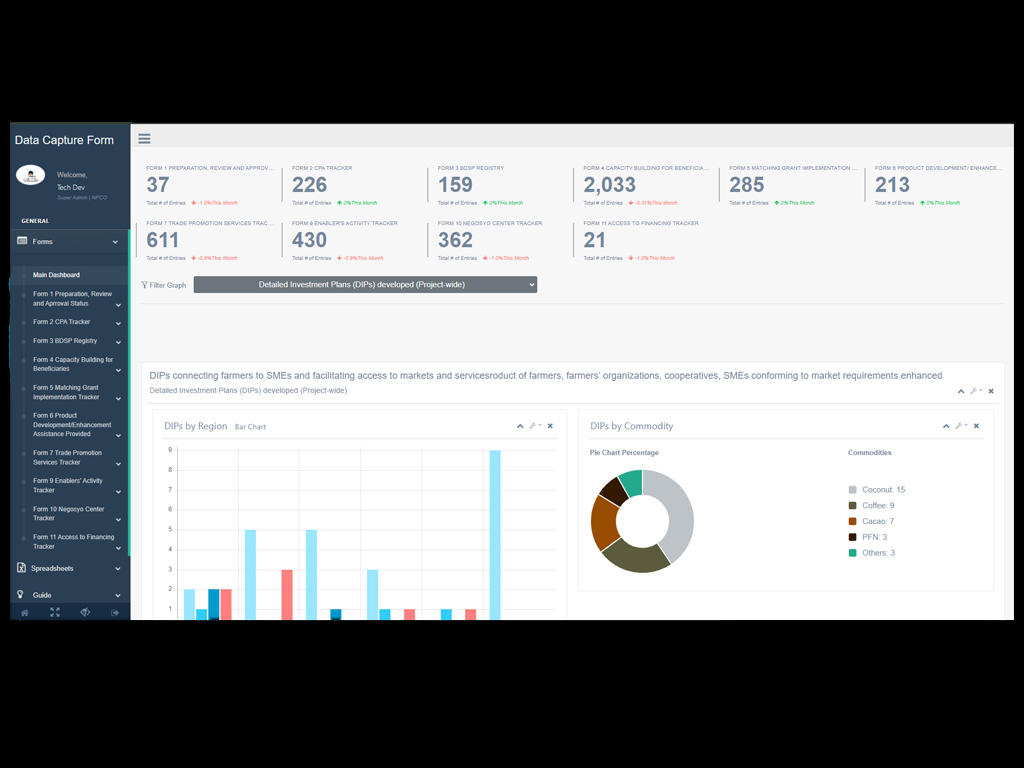 Data Capture Form
Welcome,
Tech Dev
Super Admin | NPCO
GENERAL
Forms
Main Dashboard
Form 1 Preparation, Review
and Aproval Status
Form 2 CPA Tracker
Form 3 BDSP Registry
Form 4 Capacity Building for
Beneficiaries
Form 5 Matching Grant
Implementation Tracker
Form 6 Product
Development/Enhancement
Assistance Provided
Form 7 Trade Promotion
Services Tracker
Form 9 Enablers' Activity
Tracker
Form 10 Negosyo Center
Tracker
Form 11 Access to Financing
Tracker
Spreadsheets
Guide
FORM 1 PREPARATION, REVIEW AND APPROV...
37
Total # of Entries -1.0%This Month
FORM 2 CPA TRACKER
226
Total # of Entries 0%This Month
FORM 3 BDSP REGISTRY
159
Total # of Entries 0%This Month
FORM 4 CAPACITY BUILDING FOR BENEFICIA...
2,033
Total # of Entries -0.31%This Month
FORM 5 MATCHING GRANT IMPLEMENTATION ...
285
Total # of Entries 0%This Month
FORM 6 PRODUCT DEVELOPMENT/ ENHANCE...
213
Total # of Entries 0%This Month
FORM 7 TRADE PROMOTION SERVICES TRAC...
611
Total # of Entries -0.8%This Month
FORM 9 ENABLER'S ACTIVITY TRACKER
430
Total # of Entries -0.9%This Month
FORM 10 NEGOSYO CENTER TRACKER
362
Total # of Entries -1.0%This Month
FORM 11 ACCESS TO FINANCING TRACKER
21
Total # of Entries -1.0%This Month
Filter Graph
Detailed Investment Plans (DIPs) developed (Project-wide)
DIPs connecting farmers to SMEs and facilitating access to markets and servicesroduct of farmers, farmers' organizations, cooperatives, SMEs conforming to market requirements enhanced
Detailed Investment Plans (DIPs) developed (Project-wide)
DIPs by Region Bar Chart
9
8
7
6
5
4
3
2
1
DIPs by Commodity
Pie Chart Percentage
Commodities
Coconut: 15
Coffee: 9
Cacao: 7
PFN: 3
Others: 3